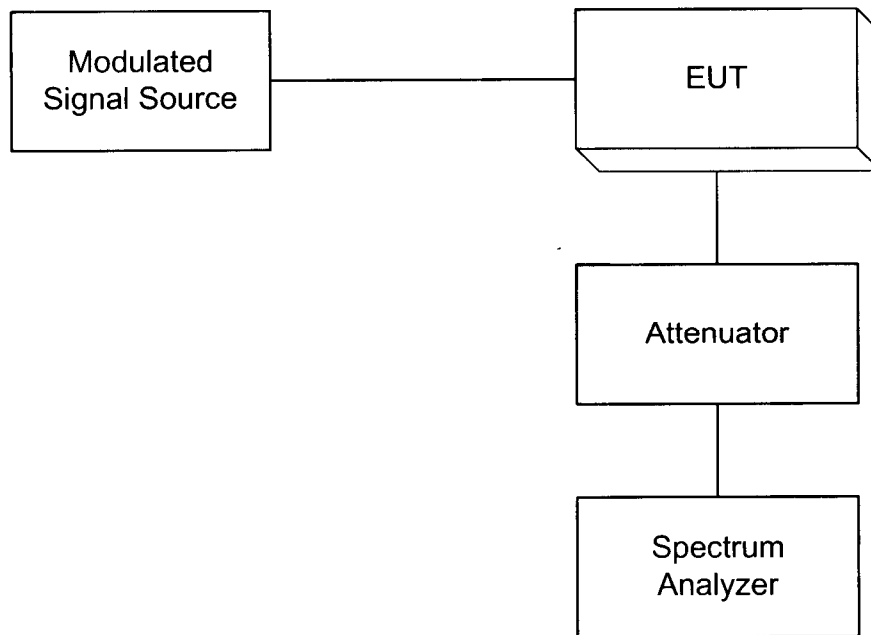 Modulated
Signal Source
EUT
Attenuator
Spectrum
Analyzer